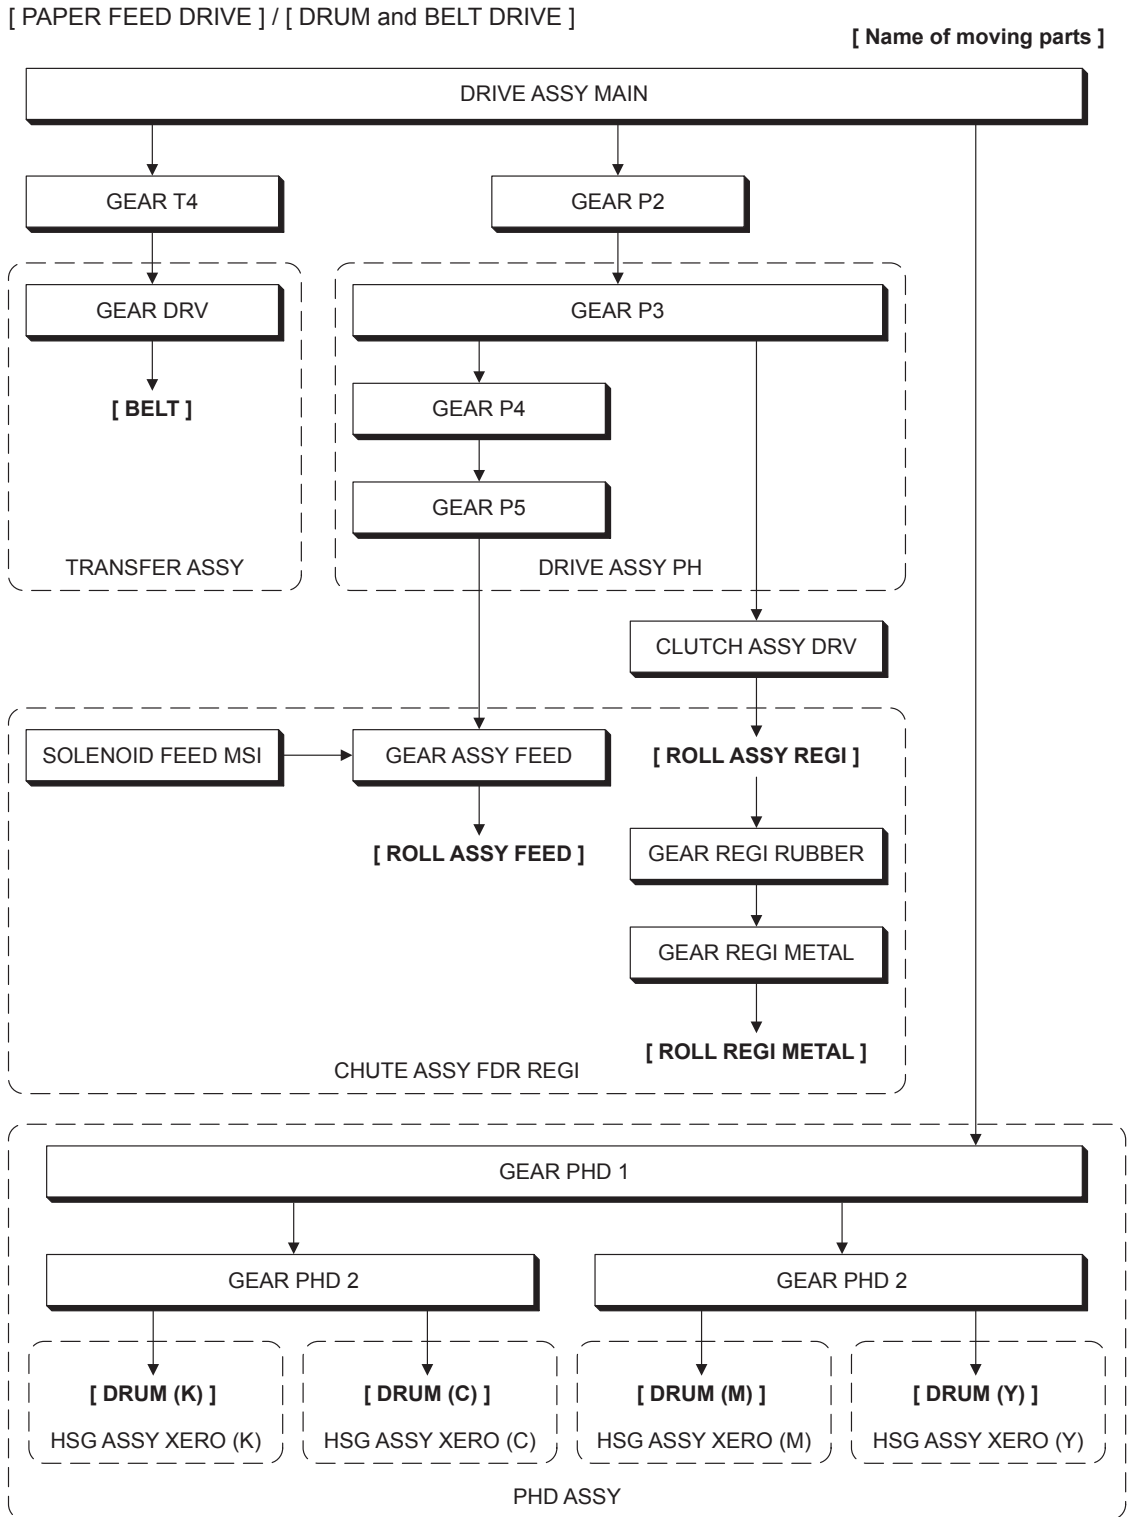 [ PAPER FEED DRIVE ] / [ DRUM and BELT DRIVE ]
[ Name of moving parts ]
DRIVE ASSY MAIN
GEAR T4
GEAR P2
GEAR DRV
GEAR P3
[ BELT ]
GEAR P4
GEAR P5
TRANSFER ASSY
DRIVE ASSY PH
CLUTCH ASSY DRV
SOLENOID FEED MSI
GEAR ASSY FEED
[ ROLL ASSY REGI ]
[ ROLL ASSY FEED ]
GEAR REGI RUBBER
GEAR REGI METAL
[ ROLL REGI METAL ]
CHUTE ASSY FDR REGI
GEAR PHD 1
GEAR PHD 2
GEAR PHD 2
[ DRUM (K) ]
[ DRUM (C) ]
[ DRUM (M) ]
[ DRUM (Y) ]
HSG ASSY XERO (K)
HSG ASSY XERO (C)
HSG ASSY XERO (M)
HSG ASSY XERO (Y)
PHD ASSY